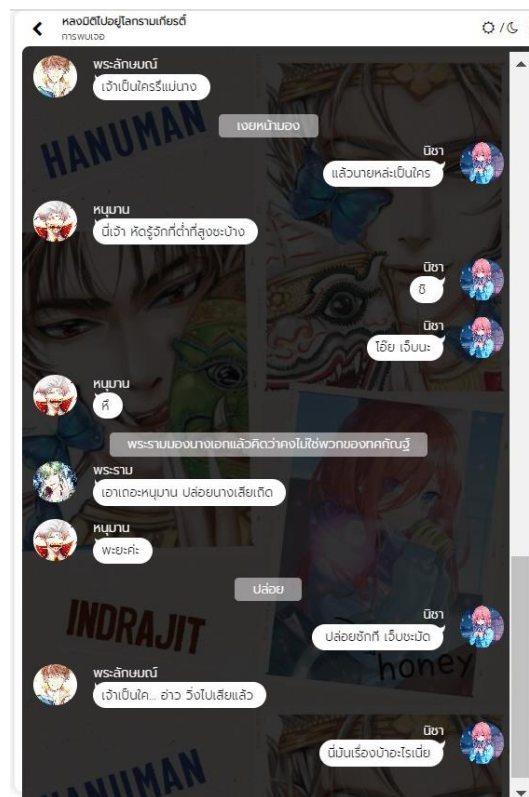 หลงมิติไปอยู่โลกรามเกียรติ์
การพบเจอ
พระลักษมณ์
เจ้าเป็นใครรึแม่นาง
เงยหน้ามอง
นิชา
แล้วนายหล่ะเป็นใคร
หนุมาน
นี่เจ้า หัดรู้จักที่ต่ำที่สูงซะบ้าง
นิชา
ชิ
นิชา
โอ๊ย เจ็บนะ
หนุมาน
หึ
พระรามมองนางเอกแล้วคิดว่าคงไม่ใช่พวกของทศกัณฐ์
พระราม
เอาเถอะหนุมาน ปล่อยนางเสียเถิด
หนุมาน
พะยะค่ะ
ปล่อย
นิชา
ปล่อยซักที เจ็บชะมัด
พระลักษมณ์
เจ้าเป็นใค... อ่าว วิ่งไปเสียแล้ว
นิชา
นี่มันเรื่องบ้าอะไรเนี่ย
HANUMAN
INDRAJIT
honey
HANUMAN